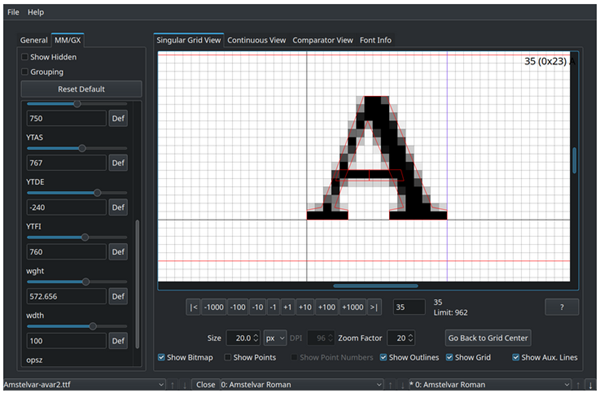 File Help
General MM/GX
Singular Grid View Continuous View Comparator View Font Info
Show Hidden
Grouping
Reset Default
750 Def
YTAS
767 Def
YTDE
-240 Def
YTFI
760 Def
wght
572.656 Def
wdth
100 Def
opsz
35 (0x23) A
A
|< -1000 -100 -10 -1 +1 +10 +100 +1000 >| 35 35 ?
Limit: 962
Size 20.0 px DPI 96 Zoom Factor 20 Go Back to Grid Center
Show Bitmap Show Points Show Point Numbers Show Outlines Show Grid Show Aux. Lines
Amstelvar-avar2.ttf Close 0: Amstelvar Roman * 0: Amstelvar Roman